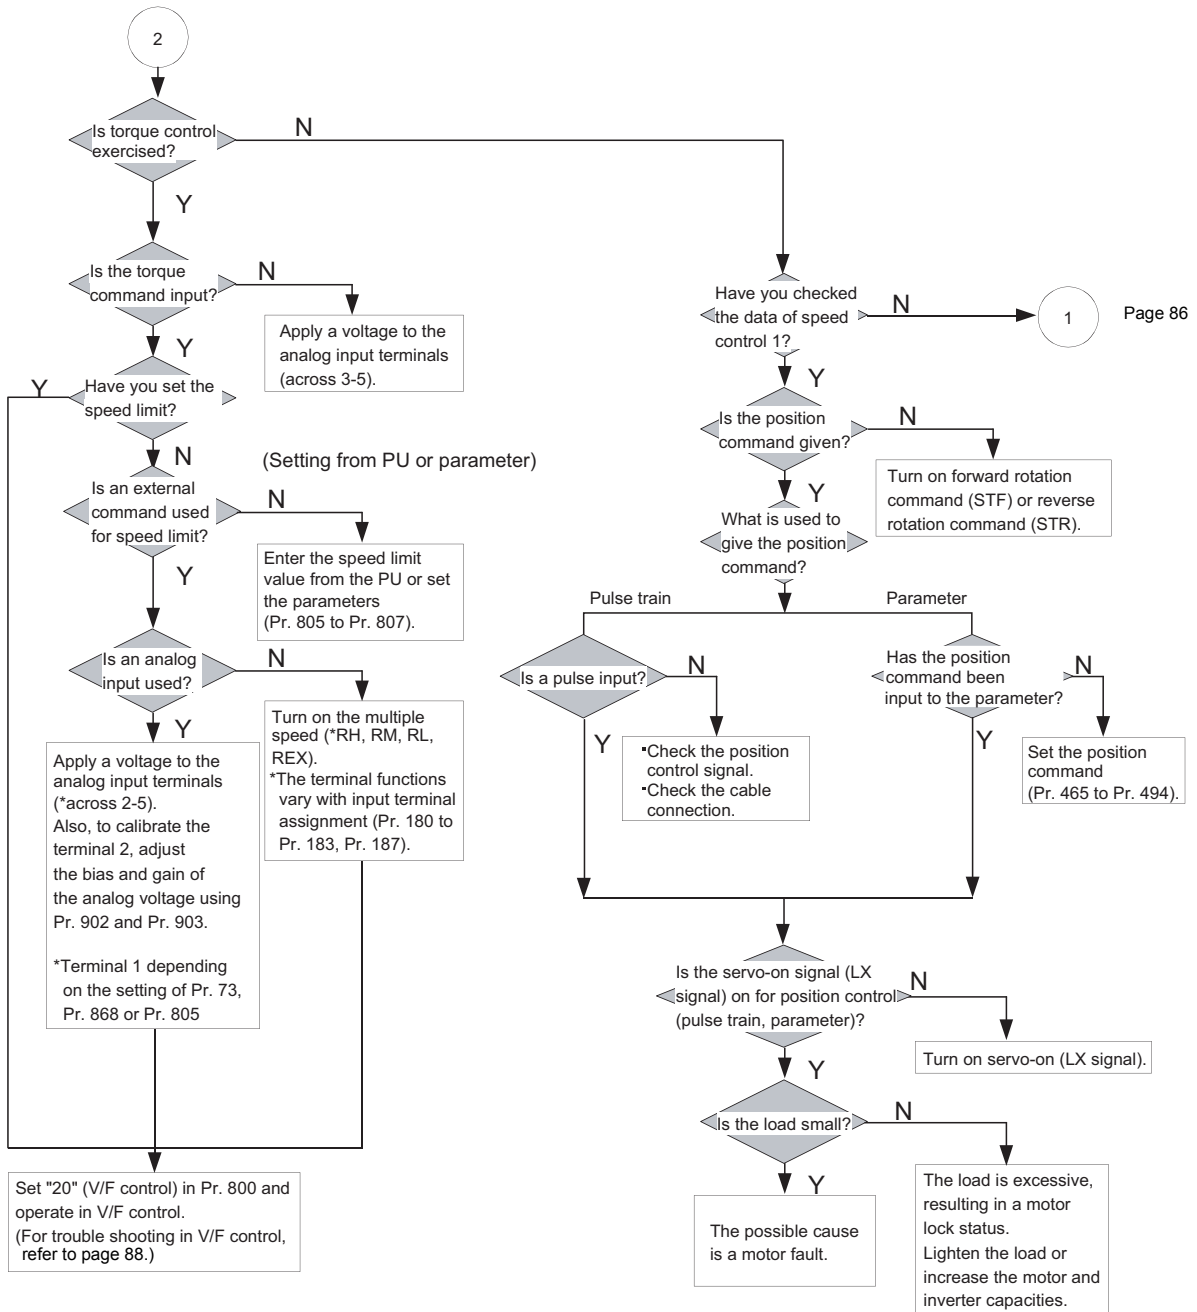 2
Is torque control
exercised?
N
Y
Is the torque
command input?
N
Apply a voltage to the
analog input terminals
(across 3-5).
Y
Have you set the
speed limit?
Y
N
(Setting from PU or parameter)
Is an external
command used
for speed limit?
N
Enter the speed limit
value from the PU or set
the parameters
(Pr. 805 to Pr. 807).
Y
Is an analog
input used?
N
Turn on the multiple
speed (*RH, RM, RL,
REX).
*The terminal functions
vary with input terminal
assignment (Pr. 180 to
Pr. 183, Pr. 187).
Y
Apply a voltage to the
analog input terminals
(*across 2-5).
Also, to calibrate the
terminal 2, adjust
the bias and gain of
the analog voltage using
Pr. 902 and Pr. 903.
*Terminal 1 depending
on the setting of Pr. 73,
Pr. 868 or Pr. 805
Set "20" (V/F control) in Pr. 800 and
operate in V/F control.
(For trouble shooting in V/F control,
refer to page 88.)
Have you checked
the data of speed
control 1?
N
1
Page 86
Y
Is the position
command given?
N
Turn on forward rotation
command (STF) or reverse
rotation command (STR).
Y
What is used to
give the position
command?
Pulse train
Parameter
Is a pulse input?
N
▪Check the position
control signal.
▪Check the cable
connection.
Y
Has the position
command been
input to the parameter?
N
Set the position
command
(Pr. 465 to Pr. 494).
Y
Is the servo-on signal (LX
signal) on for position control
(pulse train, parameter)?
N
Turn on servo-on (LX signal).
Y
Is the load small?
N
The load is excessive,
resulting in a motor
lock status.
Lighten the load or
increase the motor and
inverter capacities.
Y
The possible cause
is a motor fault.